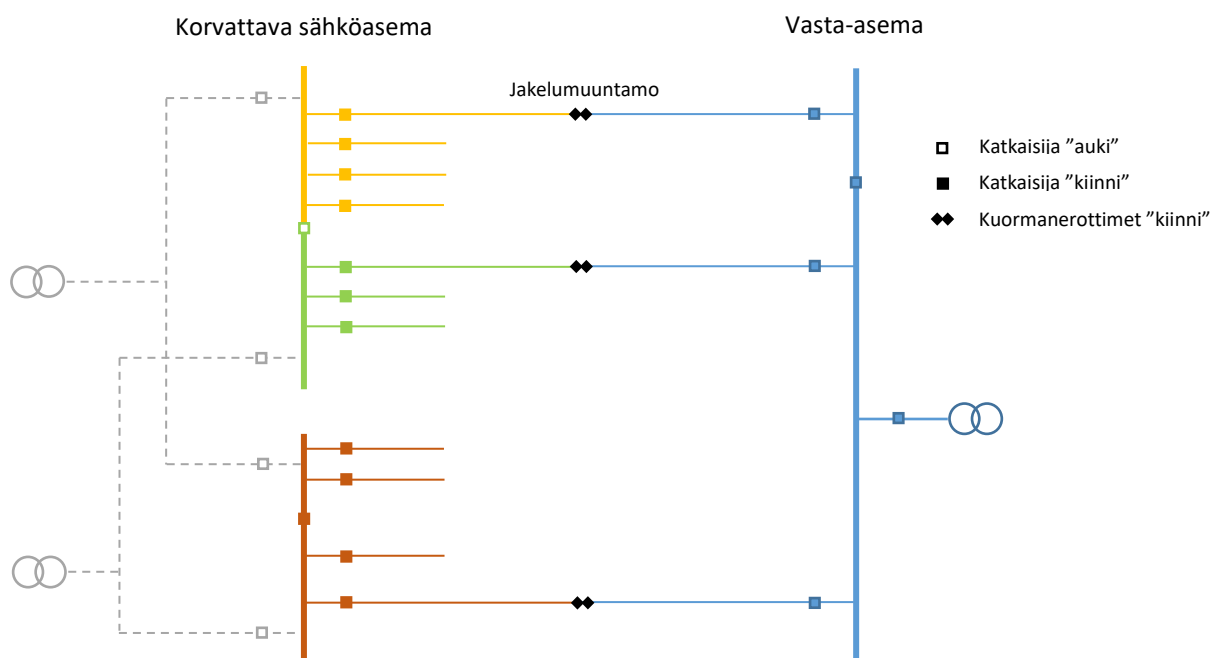 Korvattava sähköasema
Vasta-asema
Jakelumuuntamo
Katkaisija ”auki”
Katkaisija ”kiinni”
Kuormanerottimet ”kiinni”